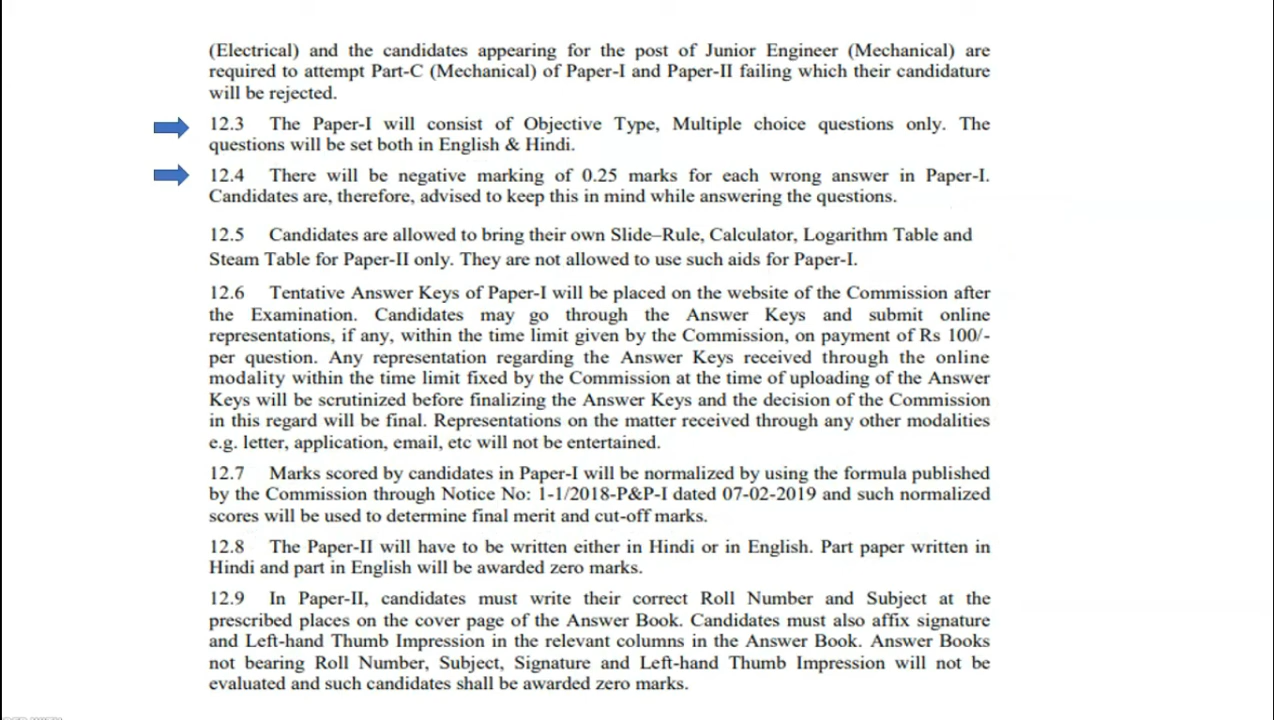 (Electrical) and the candidates appearing for the post of Junior Engineer (Mechanical) are
required to attempt Part-C (Mechanical) of Paper-I and Paper-II failing which their candidature
will be rejected.
12.3 The Paper-I will consist of Objective Type, Multiple choice questions only. The
questions will be set both in English & Hindi.
12.4 There will be negative marking of 0.25 marks for each wrong answer in Paper-I.
Candidates are, therefore, advised to keep this in mind while answering the questions.
12.5 Candidates are allowed to bring their own Slide–Rule, Calculator, Logarithm Table and
Steam Table for Paper-II only. They are not allowed to use such aids for Paper-I.
12.6 Tentative Answer Keys of Paper-I will be placed on the website of the Commission after
the Examination. Candidates may go through the Answer Keys and submit online
representations, if any, within the time limit given by the Commission, on payment of Rs 100/-
per question. Any representation regarding the Answer Keys received through the online
modality within the time limit fixed by the Commission at the time of uploading of the Answer
Keys will be scrutinized before finalizing the Answer Keys and the decision of the Commission
in this regard will be final. Representations on the matter received through any other modalities
e.g. letter, application, email, etc will not be entertained.
12.7 Marks scored by candidates in Paper-I will be normalized by using the formula published
by the Commission through Notice No: 1-1/2018-P&P-I dated 07-02-2019 and such normalized
scores will be used to determine final merit and cut-off marks.
12.8 The Paper-II will have to be written either in Hindi or in English. Part paper written in
Hindi and part in English will be awarded zero marks.
12.9 In Paper-II, candidates must write their correct Roll Number and Subject at the
prescribed places on the cover page of the Answer Book. Candidates must also affix signature
and Left-hand Thumb Impression in the relevant columns in the Answer Book. Answer Books
not bearing Roll Number, Subject, Signature and Left-hand Thumb Impression will not be
evaluated and such candidates shall be awarded zero marks.